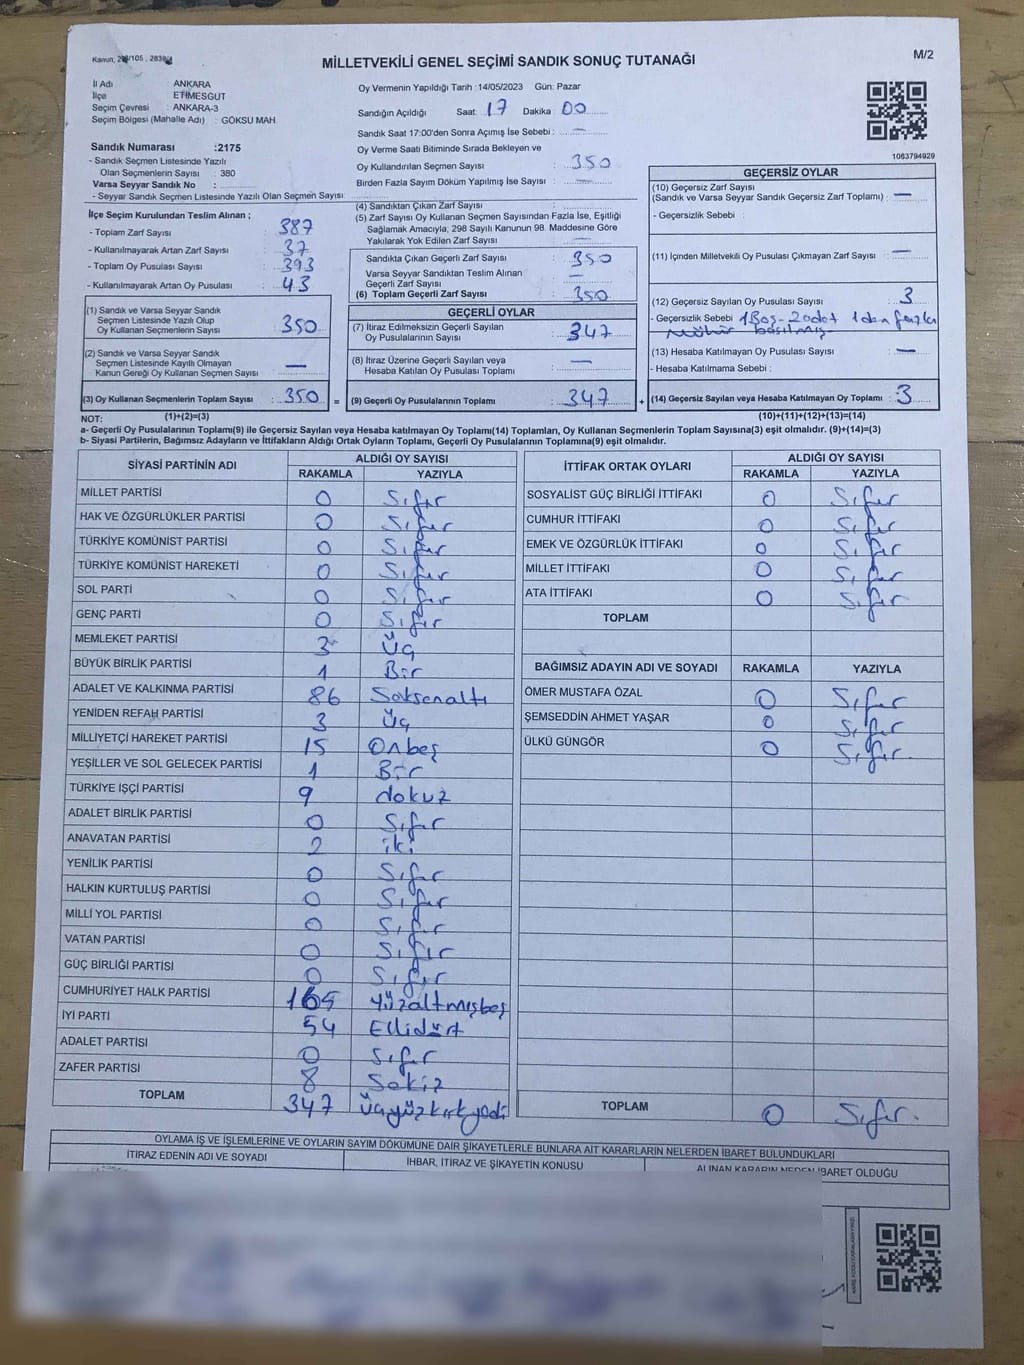 Kanun, 298/105 , 2839/
MİLLETVEKİLİ GENEL SEÇİMİ SANDIK SONUÇ TUTANAĞI
M/2
İl Adı : ANKARA
İlçe : ETİMESGUT
Seçim Çevresi : ANKARA-3
Seçim Bölgesi (Mahalle Adı) : GÖKSU MAH.
Sandık Numarası :2175
- Sandık Seçmen Listesinde Yazılı
Olan Seçmenlerin Sayısı : 380
Varsa Seyyar Sandık No :
- Seyyar Sandık Seçmen Listesinde Yazılı Olan Seçmen Sayısı :
Oy Vermenin Yapıldığı Tarih :14/05/2023 Gün: Pazar
Sandığın Açıldığı Saat: 17 Dakika 00
Sandık Saat 17:00'den Sonra Açımış İse Sebebi : —
Oy Verme Saati Bitiminde Sırada Bekleyen ve
Oy Kullandırılan Seçmen Sayısı : 350
Birden Fazla Sayım Döküm Yapılmış İse Sayısı : —
1063794929
İlçe Seçim Kurulundan Teslim Alınan ;
- Toplam Zarf Sayısı : 387
- Kullanılmayarak Artan Zarf Sayısı : 37
- Toplam Oy Pusulası Sayısı : 393
- Kullanılmayarak Artan Oy Pusulası : 43
(4) Sandıktan Çıkan Zarf Sayısı :
(5) Zarf Sayısı Oy Kullanan Seçmen Sayısından Fazla İse, Eşitliği
Sağlamak Amacıyla, 298 Sayılı Kanunun 98. Maddesine Göre
Yakılarak Yok Edilen Zarf Sayısı : —
Sandıkta Çıkan Geçerli Zarf Sayısı : 350
Varsa Seyyar Sandıktan Teslim Alınan
Geçerli Zarf Sayısı : —
(6) Toplam Geçerli Zarf Sayısı : 350
GEÇERSİZ OYLAR
(10) Geçersiz Zarf Sayısı
(Sandık ve Varsa Seyyar Sandık Geçersiz Zarf Toplamı) : —
- Geçersizlik Sebebi :
(11) İçinden Milletvekili Oy Pusulası Çıkmayan Zarf Sayısı : —
(12) Geçersiz Sayılan Oy Pusulası Sayısı : 3
- Geçersizlik Sebebi : 1 Boş - 2 adet 1 den fazla
Mühür basılmış
(13) Hesaba Katılmayan Oy Pusulası Sayısı : —
- Hesaba Katılmama Sebebi :
(1) Sandık ve Varsa Seyyar Sandık
Seçmen Listesinde Yazılı Olup
Oy Kullanan Seçmenlerin Sayısı : 350
(2) Sandık ve Varsa Seyyar Sandık
Seçmen Listesinde Kayıtlı Olmayan
Kanun Gereği Oy Kullanan Seçmen Sayısı : —
GEÇERLİ OYLAR
(7) İtiraz Edilmeksizin Geçerli Sayılan
Oy Pusulalarının Sayısı : 347
(8) İtiraz Üzerine Geçerli Sayılan veya
Hesaba Katılan Oy Pusulası Toplamı : —
(3) Oy Kullanan Seçmenlerin Toplam Sayısı : 350 = (9) Geçerli Oy Pusulalarının Toplamı : 347 + (14) Geçersiz Sayılan veya Hesaba Katılmayan Oy Toplamı : 3
NOT: (1)+(2)=(3) (10)+(11)+(12)+(13)=(14)
a- Geçerli Oy Pusulalarının Toplamı(9) ile Geçersiz Sayılan veya Hesaba Katılmayan Oy Toplamı(14) Toplamları, Oy Kullanan Seçmenlerin Toplam Sayısına(3) eşit olmalıdır. (9)+(14)=(3)
b- Siyasi Partilerin, Bağımsız Adayların ve İttifakların Aldığı Ortak Oyların Toplamı, Geçerli Oy Pusulalarının Toplamına(9) eşit olmalıdır.
SİYASİ PARTİNİN ADI ALDIĞI OY SAYISI
RAKAMLA YAZIYLA
MİLLET PARTİSİ 0 Sıfır
HAK VE ÖZGÜRLÜKLER PARTİSİ 0 Sıfır
TÜRKİYE KOMÜNİST PARTİSİ 0 Sıfır
TÜRKİYE KOMÜNİST HAREKETİ 0 Sıfır
SOL PARTİ 0 Sıfır
GENÇ PARTİ 0 Sıfır
MEMLEKET PARTİSİ 3 Üç
BÜYÜK BİRLİK PARTİSİ 1 Bir
ADALET VE KALKINMA PARTİSİ 86 Seksenaltı
YENİDEN REFAH PARTİSİ 3 Üç
MİLLİYETÇİ HAREKET PARTİSİ 15 Onbeş
YEŞİLLER VE SOL GELECEK PARTİSİ 1 Bir
TÜRKİYE İŞÇİ PARTİSİ 9 dokuz
ADALET BİRLİK PARTİSİ 0 Sıfır
ANAVATAN PARTİSİ 2 iki
YENİLİK PARTİSİ 0 Sıfır
HALKIN KURTULUŞ PARTİSİ 0 Sıfır
MİLLİ YOL PARTİSİ 0 Sıfır
VATAN PARTİSİ 0 Sıfır
GÜÇ BİRLİĞİ PARTİSİ 0 Sıfır
CUMHURİYET HALK PARTİSİ 165 Yüzaltmışbeş
İYİ PARTİ 54 Ellidört
ADALET PARTİSİ 0 Sıfır
ZAFER PARTİSİ 8 Sekiz
TOPLAM 347 Üçyüzkırkyedi
İTTİFAK ORTAK OYLARI ALDIĞI OY SAYISI
RAKAMLA YAZIYLA
SOSYALİST GÜÇ BİRLİĞİ İTTİFAKI 0 Sıfır
CUMHUR İTTİFAKI 0 Sıfır
EMEK VE ÖZGÜRLÜK İTTİFAKI 0 Sıfır
MİLLET İTTİFAKI 0 Sıfır
ATA İTTİFAKI 0 Sıfır
TOPLAM
BAĞIMSIZ ADAYIN ADI VE SOYADI RAKAMLA YAZIYLA
ÖMER MUSTAFA ÖZAL 0 Sıfır
ŞEMSEDDİN AHMET YAŞAR 0 Sıfır
ÜLKÜ GÜNGÖR 0 Sıfır.
TOPLAM 0 Sıfır.
OYLAMA İŞ VE İŞLEMLERİNE VE OYLARIN SAYIM DÖKÜMÜNE DAİR ŞİKAYETLERLE BUNLARA AİT KARARLARIN NELERDEN İBARET BULUNDUKLARI
İTİRAZ EDENİN ADI VE SOYADI İHBAR, İTİRAZ VE ŞİKAYETİN KONUSU ALINAN KARARIN NEDEN İBARET OLDUĞU